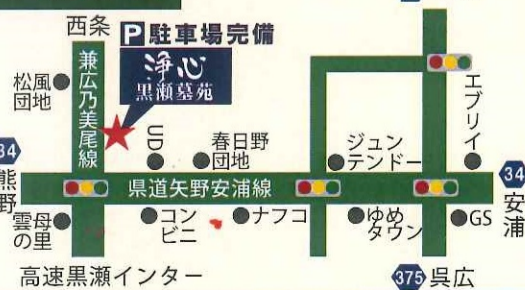 西条
P駐車場完備
浄心
黒瀬墓苑
兼広乃美尾線
松風
団地
34
熊野
UD
春日野
団地
ジュン
テンドー
エブリイ
県道矢野安浦線
34
安浦
雲母
の里
コン
ビニ
ナフコ
ゆめ
タウン
GS
高速黒瀬インター
375
呉広